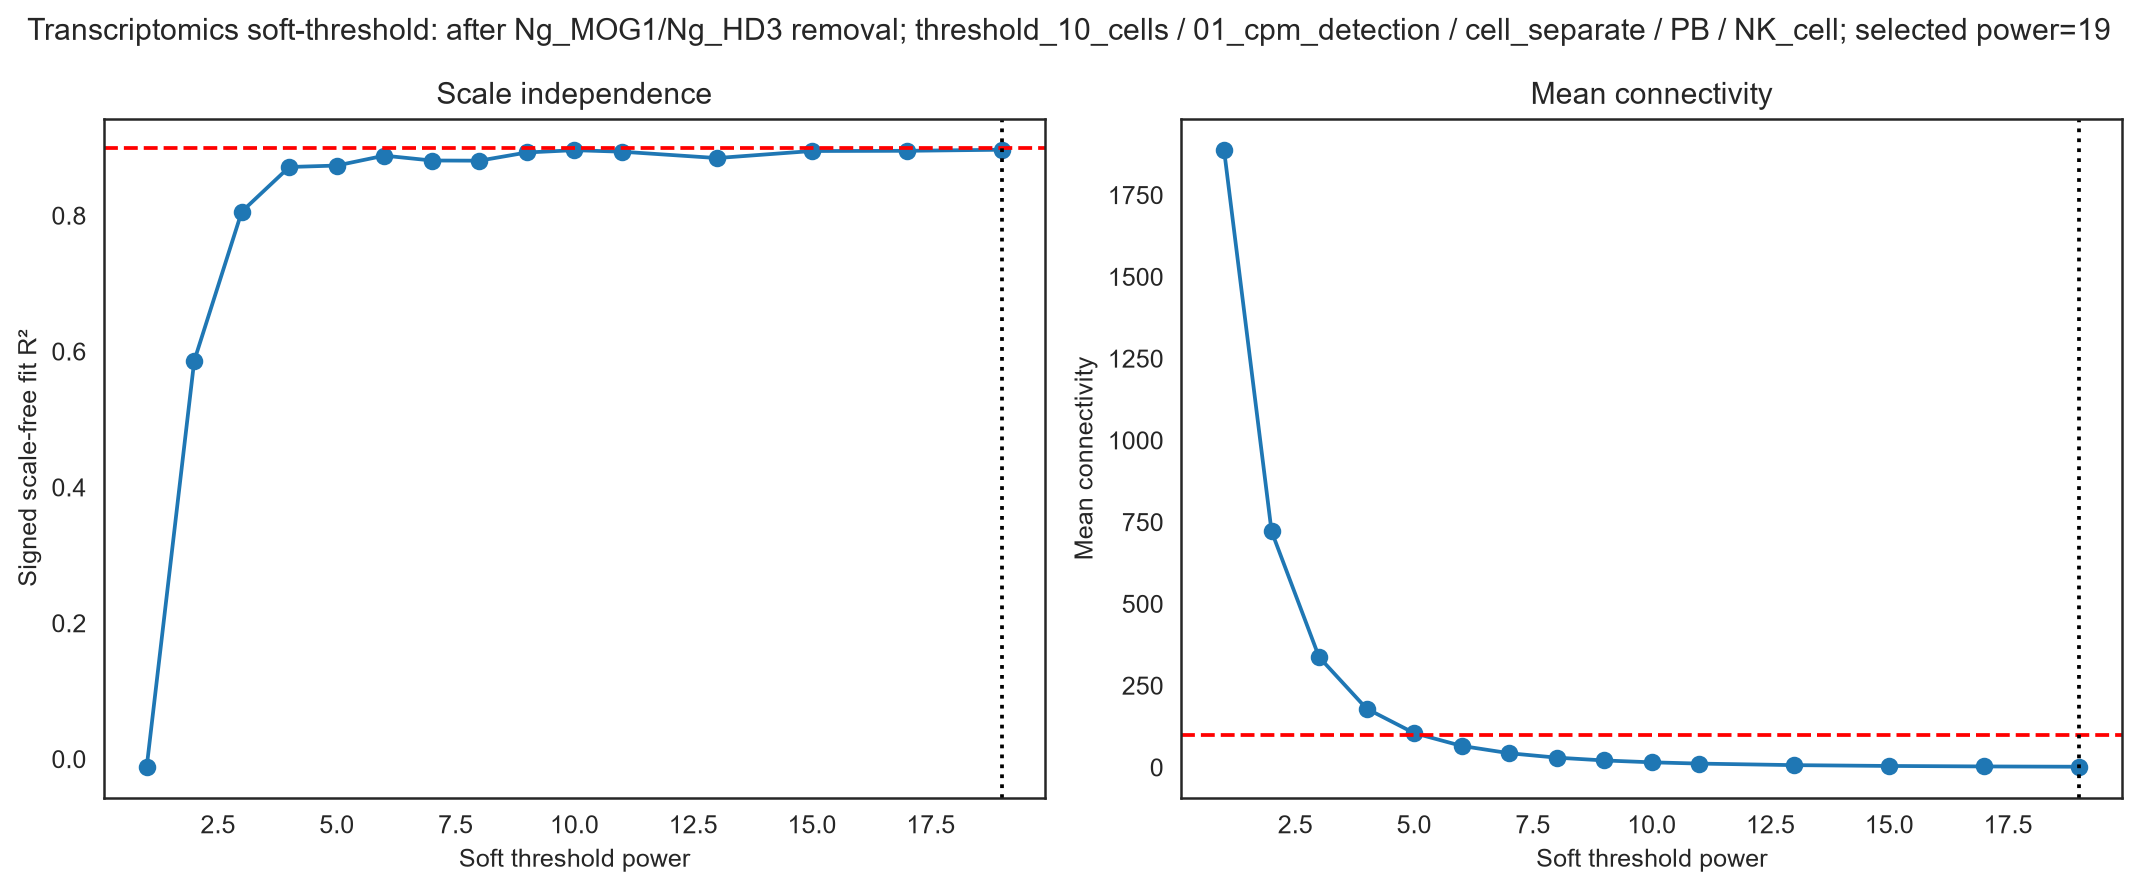 Transcriptomics soft-threshold: after Ng_MOG1/Ng_HD3 removal; threshold_10_cells / 01_cpm_detection / cell_separate / PB / NK_cell; selected power=19
Scale independence
Signed scale-free fit R²
0.8
0.6
0.4
0.2
0.0
2.5 5.0 7.5 10.0 12.5 15.0 17.5
Soft threshold power
Mean connectivity
Mean connectivity
1750
1500
1250
1000
750
500
250
0
2.5 5.0 7.5 10.0 12.5 15.0 17.5
Soft threshold power